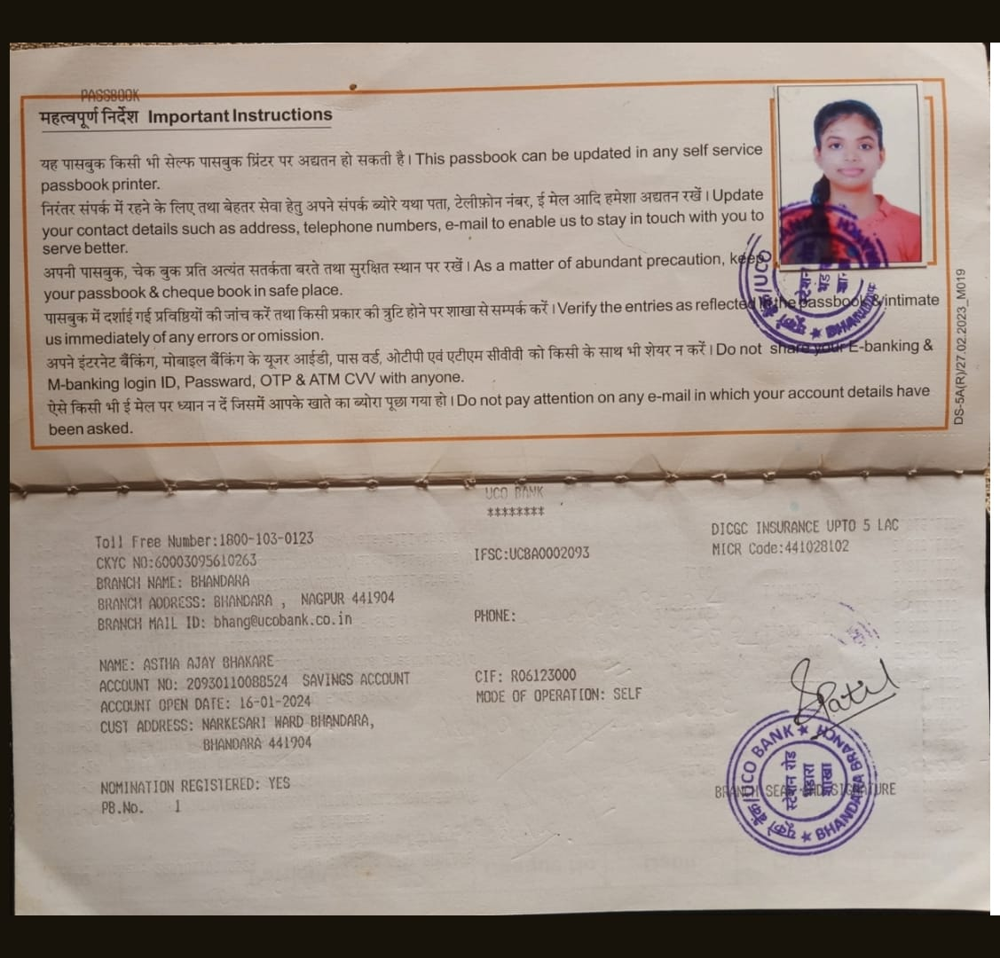 PASSBOOK
महत्वपूर्ण निर्देश Important Instructions
यह पासबुक किसी भी सेल्फ पासबुक प्रिंटर पर अद्यतन हो सकती है। This passbook can be updated in any self service
passbook printer.
निरंतर संपर्क में रहने के लिए तथा बेहतर सेवा हेतु अपने संपर्क ब्योरे यथा पता, टेलीफ़ोन नंबर, ई मेल आदि हमेशा अद्यतन रखें। Update
your contact details such as address, telephone numbers, e-mail to enable us to stay in touch with you to
serve better.
अपनी पासबुक, चेक बुक प्रति अत्यंत सतर्कता बरते तथा सुरक्षित स्थान पर रखें। As a matter of abundant precaution, keep
your passbook & cheque book in safe place.
पासबुक में दर्शाई गई प्रविष्ठियों की जांच करें तथा किसी प्रकार की त्रुटि होने पर शाखा से सम्पर्क करें। Verify the entries as reflected in the passbook & intimate
us immediately of any errors or omission.
अपने इंटरनेट बैंकिंग, मोबाइल बैंकिंग के यूजर आईडी, पास वर्ड, ओटीपी एवं एटीएम सीवीवी को किसी के साथ भी शेयर न करें। Do not share your E-banking &
M-banking login ID, Passward, OTP & ATM CVV with anyone.
ऐसे किसी भी ई मेल पर ध्यान न दें जिसमें आपके खाते का ब्योरा पूछा गया हो। Do not pay attention on any e-mail in which your account details have
been asked.
DS-5A(R)/27.02.2023_M019
UCO BANK
********
Toll Free Number:1800-103-0123
DICGC INSURANCE UPTO 5 LAC
CKYC NO:60003095610263
IFSC:UCBA0002093
MICR Code:441028102
BRANCH NAME: BHANDARA
BRANCH ADDRESS: BHANDARA , NAGPUR 441904
BRANCH MAIL ID: bhang@ucobank.co.in
PHONE:
NAME: ASTHA AJAY BHAKARE
ACCOUNT NO: 20930110088524 SAVINGS ACCOUNT
CIF: R06123000
ACCOUNT OPEN DATE: 16-01-2024
MODE OF OPERATION: SELF
CUST ADDRESS: NARKESARI WARD BHANDARA,
BHANDARA 441904
NOMINATION REGISTERED: YES
PB.No. 1
SPatil
BRANCH SEAL AND SIGNATURE
यूको बैंक/UCO BANK ★ BHANDARA BRANCH ★
स्टेशन रोड
भंडारा
शाखा